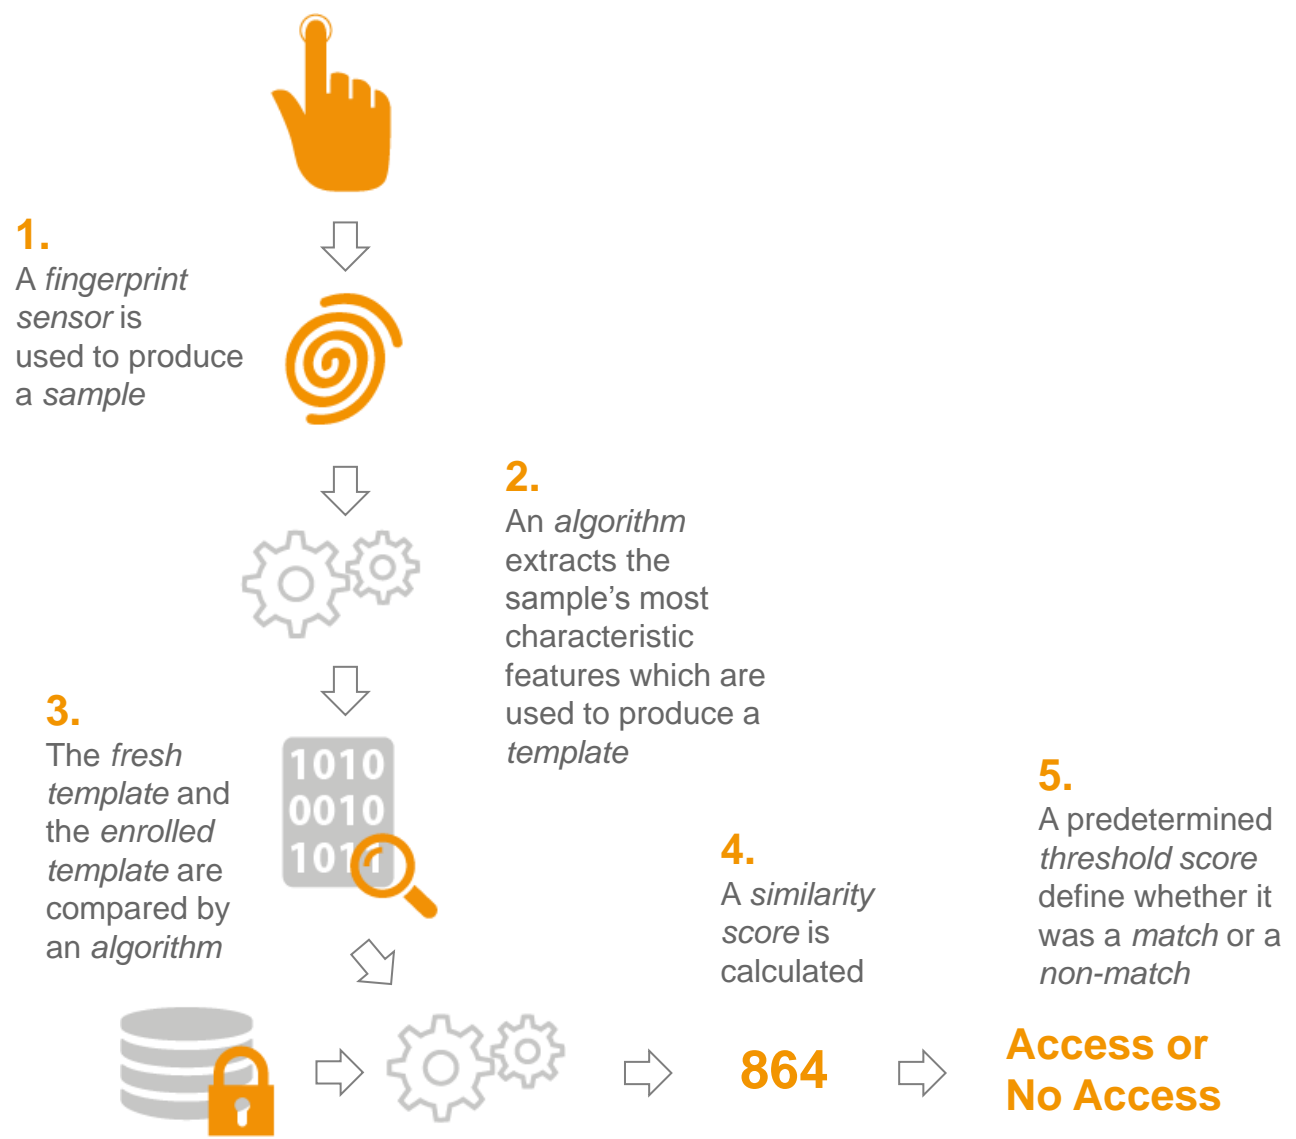 1.
A fingerprint
sensor is
used to produce
a sample
2.
An algorithm
extracts the
sample’s most
characteristic
features which are
used to produce a
template
3.
The fresh
template and
the enrolled
template are
compared by
an algorithm
1010
0010
1011
4.
A similarity
score is
calculated
864
5.
A predetermined
threshold score
define whether it
was a match or a
non-match
Access or
No Access